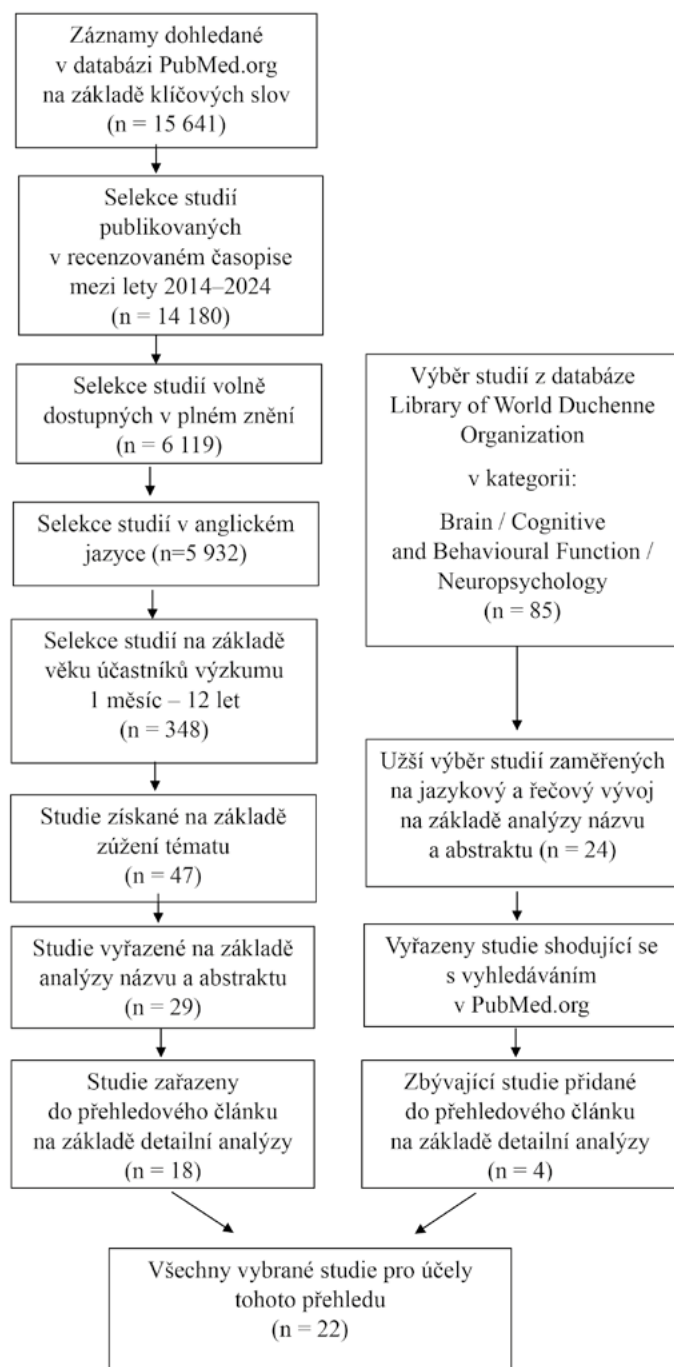 Záznamy dohledané
v databázi PubMed.org
na základě klíčových slov
(n = 15 641)
Selekce studií
publikovaných
v recenzovaném časopise
mezi lety 2014–2024
(n = 14 180)
Selekce studií volně
dostupných v plném znění
(n = 6 119)
Selekce studií v anglickém
jazyce (n=5 932)
Selekce studií na základě
věku účastníků výzkumu
1 měsíc – 12 let
(n = 348)
Studie získané na základě
zúžení tématu
(n = 47)
Studie vyřazené na základě
analýzy názvu a abstraktu
(n = 29)
Studie zařazeny
do přehledového článku
na základě detailní analýzy
(n = 18)
Výběr studií z databáze
Library of World Duchenne
Organization
v kategorii:
Brain / Cognitive
and Behavioural Function /
Neuropsychology
(n = 85)
Užší výběr studií zaměřených
na jazykový a řečový vývoj
na základě analýzy názvu
a abstraktu (n = 24)
Vyřazeny studie shodující se
s vyhledáváním
v PubMed.org
Zbývající studie přidané
do přehledového článku
na základě detailní analýzy
(n = 4)
Všechny vybrané studie pro účely
tohoto přehledu
(n = 22)